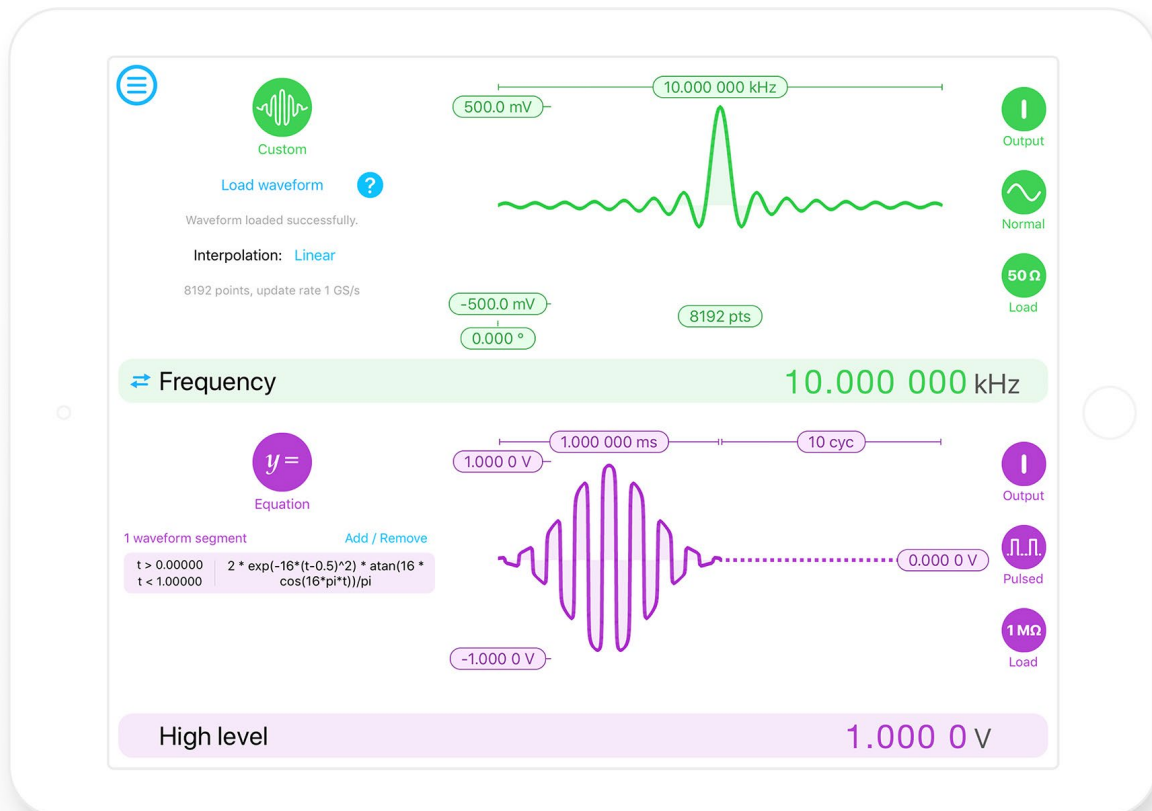 10.000 000 kHz
500.0 mV
Custom
Output
Load waveform
?
Waveform loaded successfully.
Normal
Interpolation: Linear
50 Ω
8192 points, update rate 1 GS/s
Load
-500.0 mV
8192 pts
0.000 °
Frequency
10.000 000 kHz
1.000 000 ms
10 cyc
1.000 0 V
y =
Equation
Output
1 waveform segment
Add / Remove
t > 0.00000
t < 1.00000
2 * exp(-16*(t-0.5)^2) * atan(16 *
cos(16*pi*t))/pi
0.000 0 V
Pulsed
1 MΩ
Load
-1.000 0 V
High level
1.000 0 V